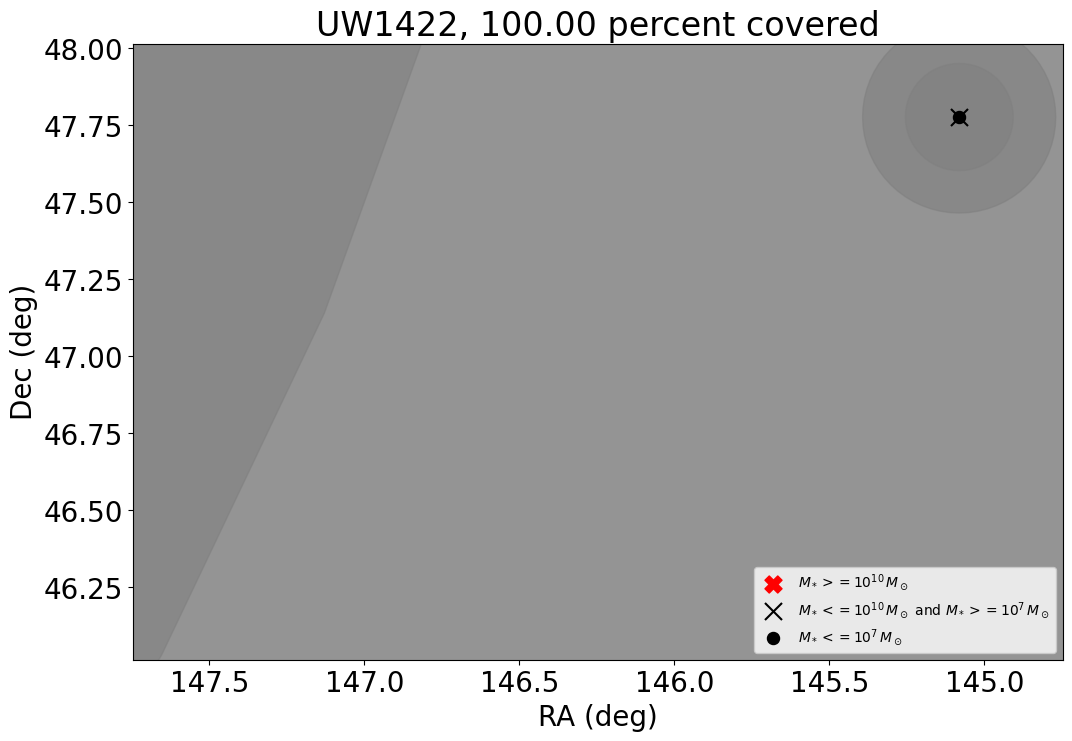 UW1422, 100.00 percent covered
48.00
47.75
47.50
47.25
47.00
46.75
46.50
46.25
Dec (deg)
147.5 147.0 146.5 146.0 145.5 145.0
RA (deg)
M* >= 10^10 M⊙
M* <= 10^10 M⊙ and M* >= 10^7 M⊙
M* <= 10^7 M⊙